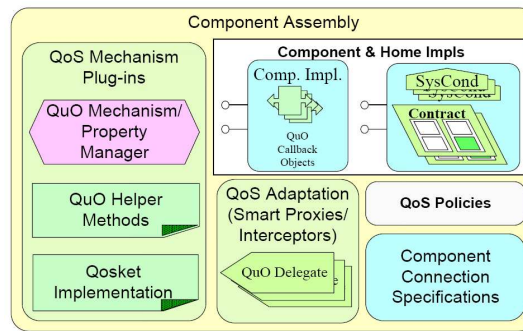 Component Assembly
QoS Mechanism
Plug-ins
QuO Mechanism/
Property
Manager
QuO Helper
Methods
Qosket
Implementation
Component & Home Impls
Comp. Impl.
QuO
Callback
Objects
SysCond
SysCond
Contract
QoS Adaptation
(Smart Proxies/
Interceptors)
QuO Delegate
QoS Policies
Component
Connection
Specifications